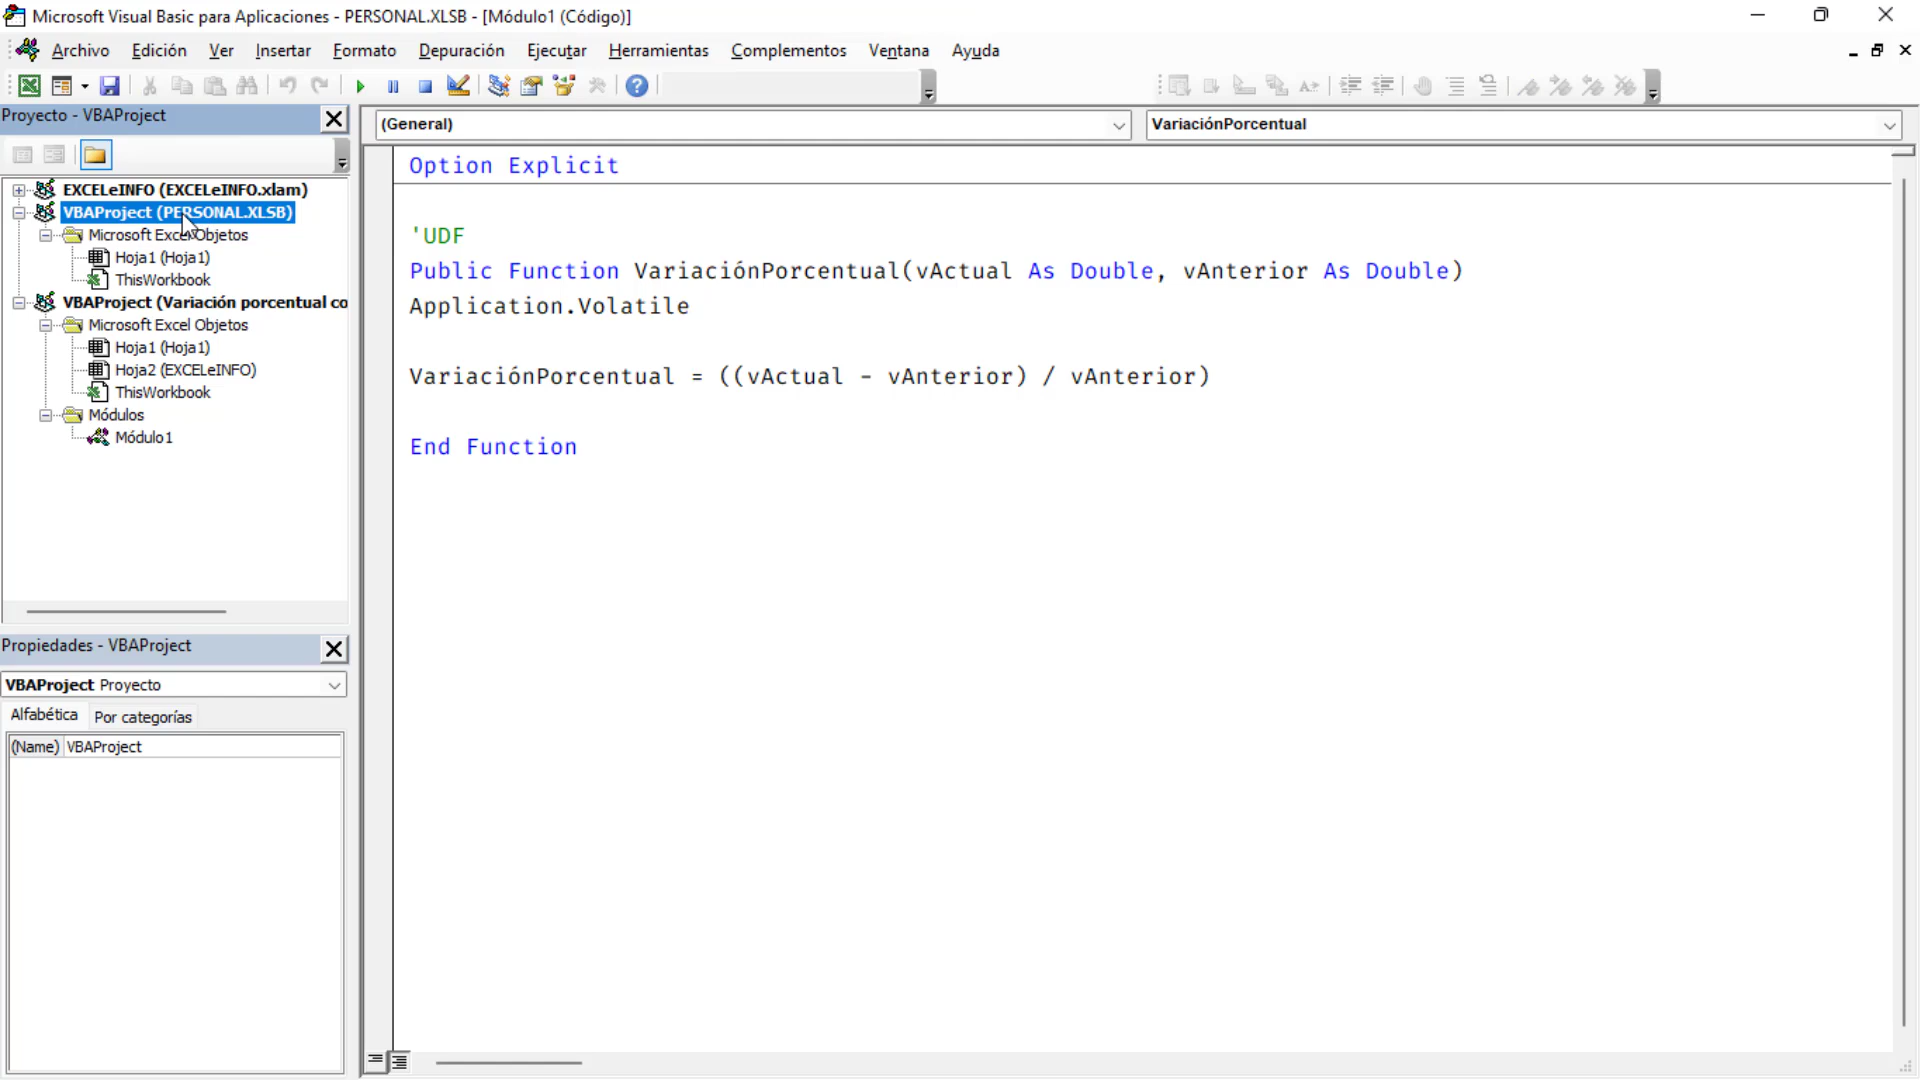 Microsoft Visual Basic para Aplicaciones - PERSONAL.XLSB - [Módulo1 (Código)]
Archivo Edición Ver Insertar Formato Depuración Ejecutar Herramientas Complementos Ventana Ayuda
Proyecto - VBAProject
EXCELeINFO (EXCELeINFO.xlam)
VBAProject (PERSONAL.XLSB)
Microsoft Excel Objetos
Hoja1 (Hoja1)
ThisWorkbook
VBAProject (Variación porcentual co
Microsoft Excel Objetos
Hoja1 (Hoja1)
Hoja2 (EXCELeINFO)
ThisWorkbook
Módulos
Módulo1
Propiedades - VBAProject
VBAProject Proyecto
Alfabética Por categorías
(Name) VBAProject
(General) VariaciónPorcentual
Option Explicit
'UDF
Public Function VariaciónPorcentual(vActual As Double, vAnterior As Double)
Application.Volatile
VariaciónPorcentual = ((vActual - vAnterior) / vAnterior)
End Function